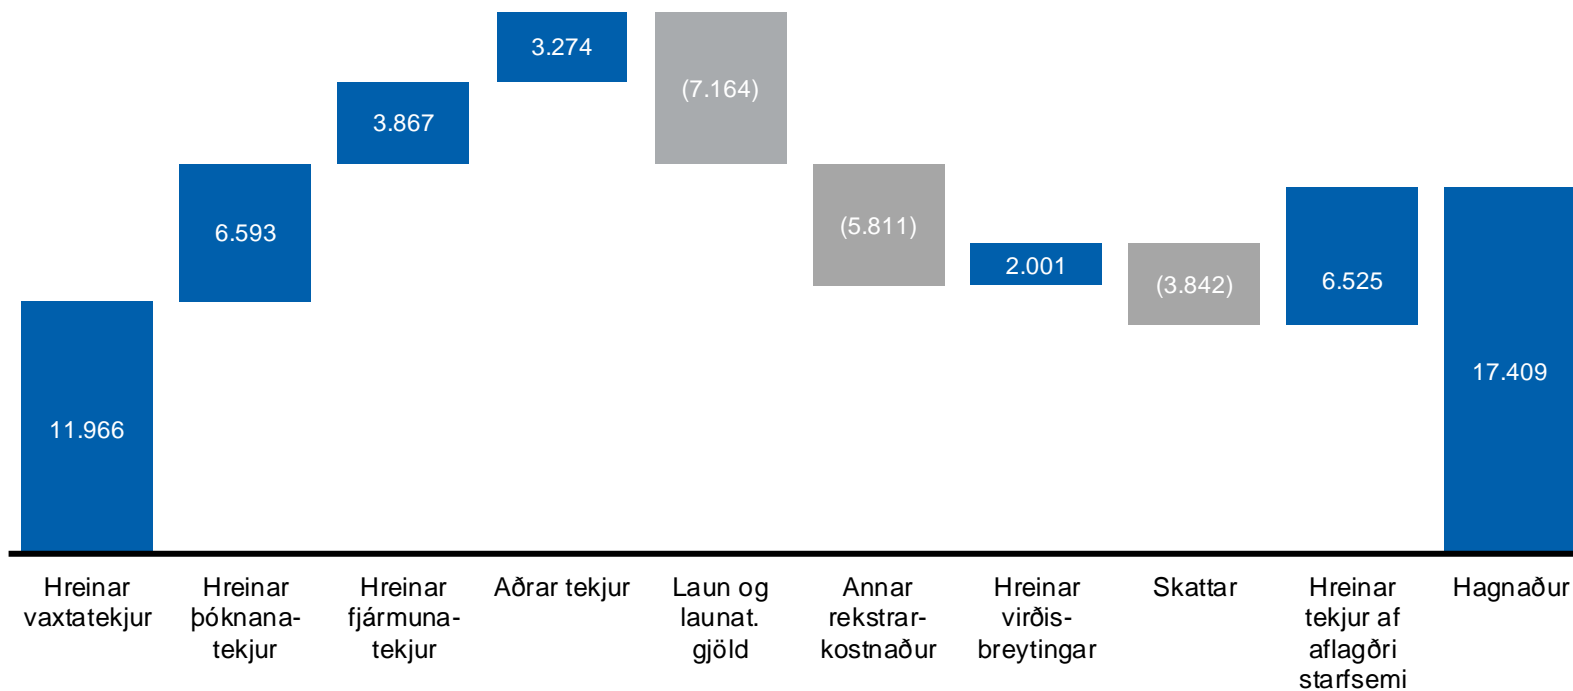 3.274
(7.164)
3.867
(5.811)
6.593
2.001
(3.842)
6.525
17.409
11.966
Hreinar
vaxtatekjur
Hreinar
þóknana-
tekjur
Hreinar
fjármuna-
tekjur
Aðrar tekjur
Laun og
launat.
gjöld
Annar
rekstrar-
kostnaður
Hreinar
virðis-
breytingar
Skattar
Hreinar
tekjur af
aflagðri
starfsemi
Hagnaður